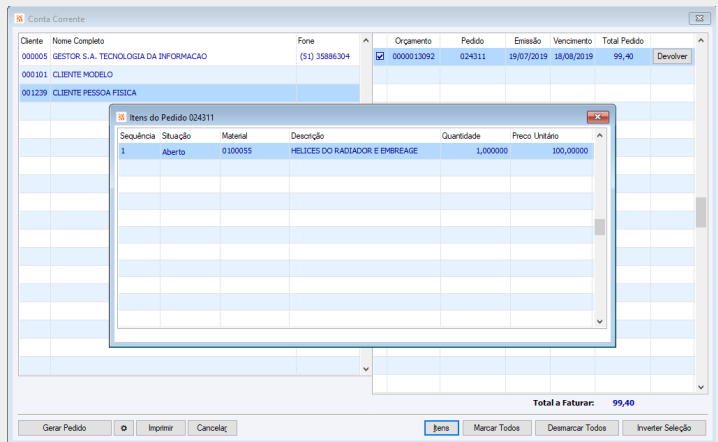 Conta Corrente
Cliente Nome Completo Fone Orçamento Pedido Emissão Vencimento Total Pedido
000005 GESTOR S.A. TECNOLOGIA DA INFORMACAO (51) 35886304 0000013092 024311 19/07/2019 18/08/2019 99,40 Devolver
000101 CLIENTE MODELO
001239 CLIENTE PESSOA FISICA
Itens do Pedido 024311
Sequência Situação Material Descrição Quantidade Preco Unitário
1 Aberto 0100055 HELICES DO RADIADOR E EMBREAGE 1,000000 100,00000
Total a Faturar: 99,40
Gerar Pedido Imprimir Cancelar Itens Marcar Todos Desmarcar Todos Inverter Seleção